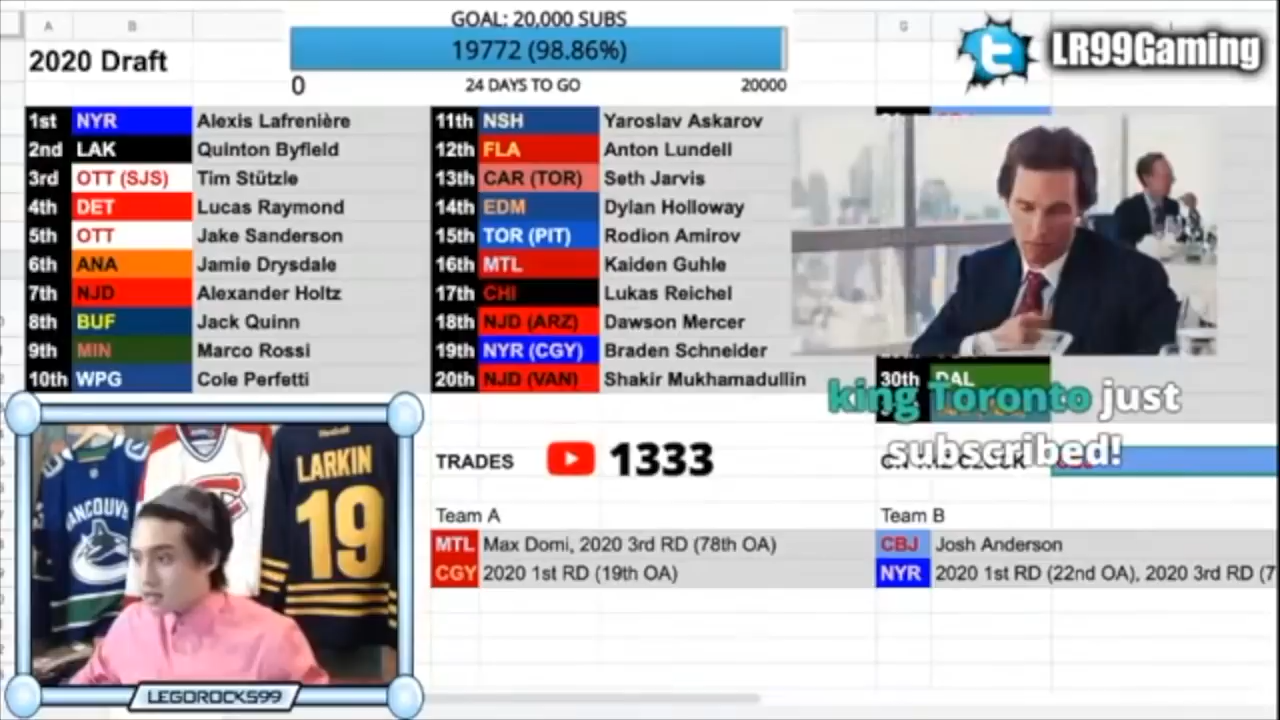 A B G
GOAL: 20,000 SUBS
19772 (98.86%)
0 24 DAYS TO GO 20000
LR99Gaming
2020 Draft
1st NYR Alexis Lafrenière
2nd LAK Quinton Byfield
3rd OTT (SJS) Tim Stützle
4th DET Lucas Raymond
5th OTT Jake Sanderson
6th ANA Jamie Drysdale
7th NJD Alexander Holtz
8th BUF Jack Quinn
9th MIN Marco Rossi
10th WPG Cole Perfetti
11th NSH Yaroslav Askarov
12th FLA Anton Lundell
13th CAR (TOR) Seth Jarvis
14th EDM Dylan Holloway
15th TOR (PIT) Rodion Amirov
16th MTL Kaiden Guhle
17th CHI Lukas Reichel
18th NJD (ARZ) Dawson Mercer
19th NYR (CGY) Braden Schneider
20th NJD (VAN) Shakir Mukhamadullin
30th DAL
king Toronto just
subscribed!
TRADES 1333
Team A Team B
MTL Max Domi, 2020 3rd RD (78th OA) CBJ Josh Anderson
CGY 2020 1st RD (19th OA) NYR 2020 1st RD (22nd OA), 2020 3rd RD (7
VANCOUVER
LARKIN
19
LEGOROCKS99